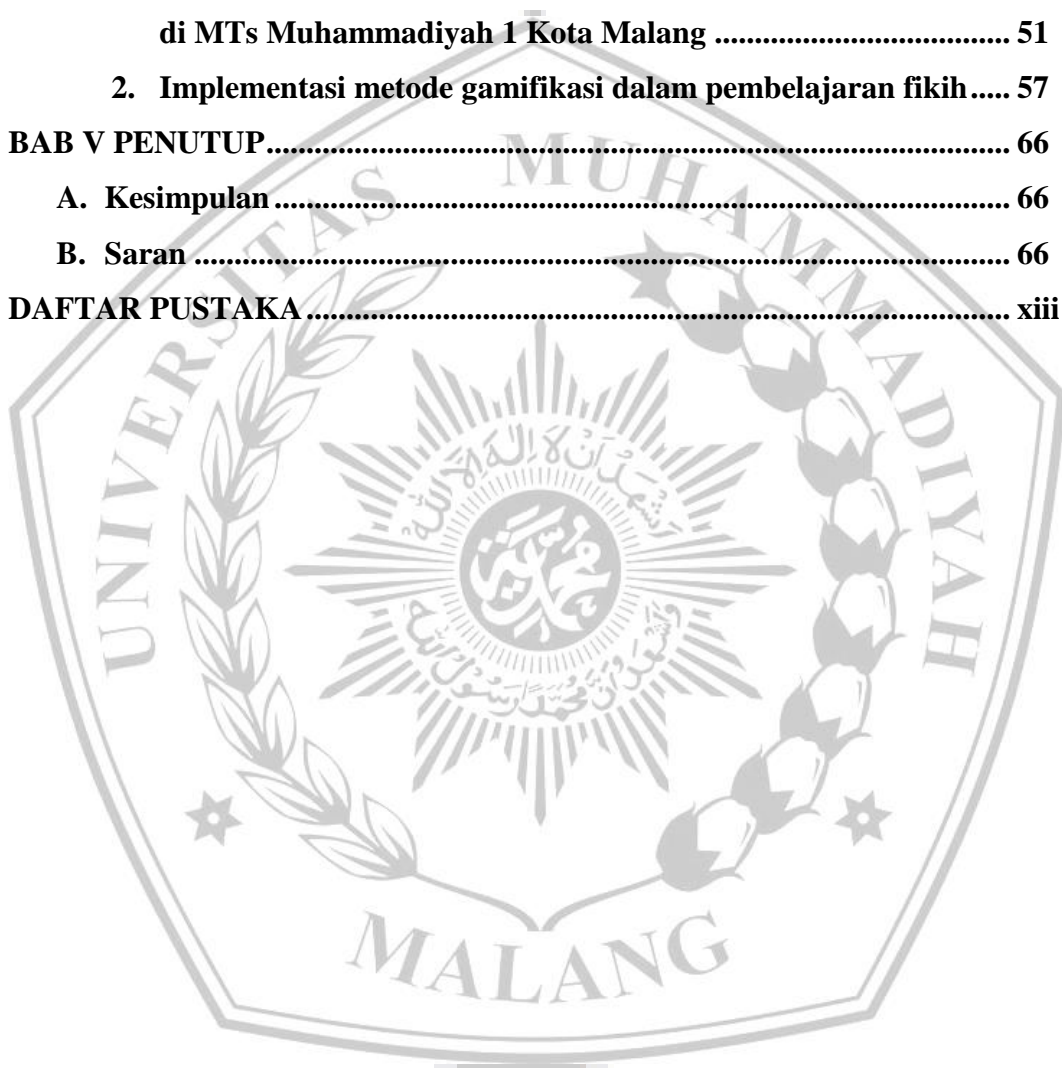 di MTs Muhammadiyah 1 Kota Malang .................................... 51
2. Implementasi metode gamifikasi dalam pembelajaran fikih ..... 57
BAB V PENUTUP ..................................................................................... 66
A. Kesimpulan ..................................................................................... 66
B. Saran ..................................................................................... 66
DAFTAR PUSTAKA ..................................................................................... xiii
UNIVERSITAS MUHAMMADIYAH
MALANG